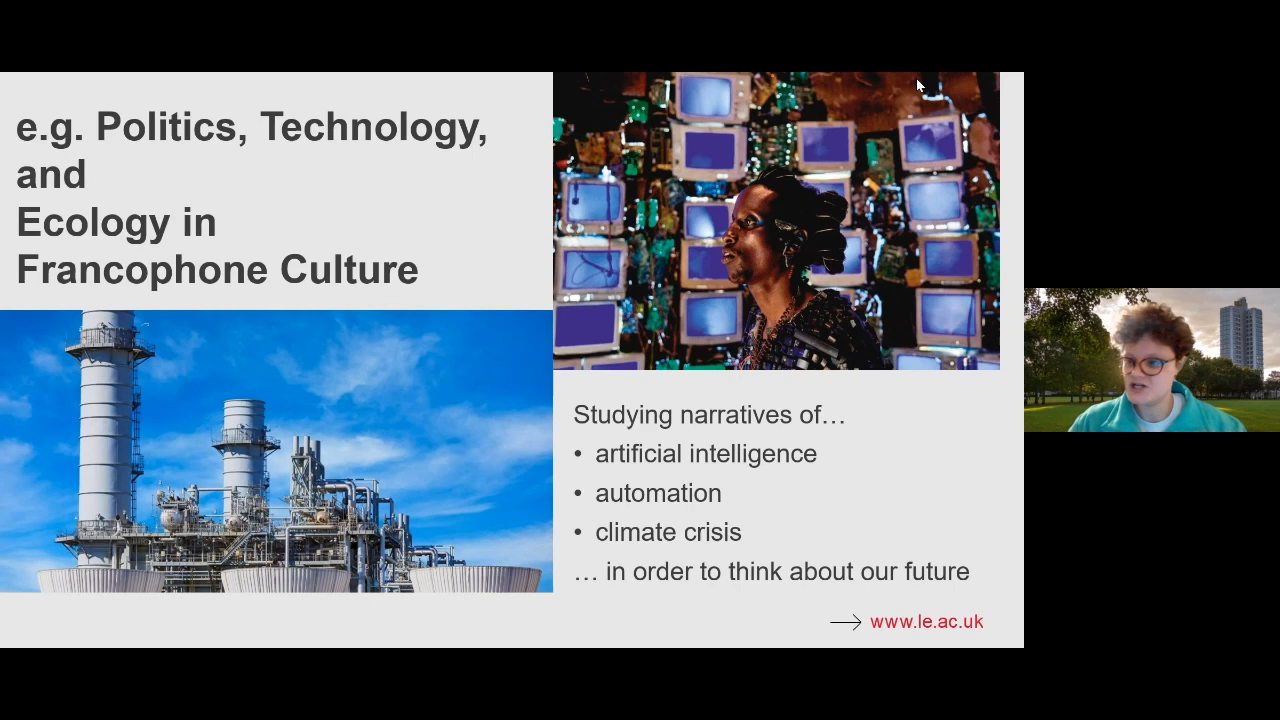 e.g. Politics, Technology,
and
Ecology in
Francophone Culture
Studying narratives of…
• artificial intelligence
• automation
• climate crisis
… in order to think about our future
www.le.ac.uk